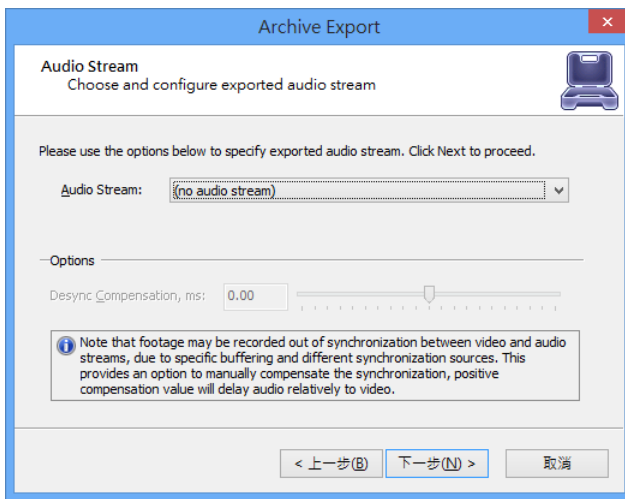 Archive Export
Audio Stream
Choose and configure exported audio stream
Please use the options below to specify exported audio stream. Click Next to proceed.
Audio Stream: (no audio stream)
Options
Desync Compensation, ms: 0.00
Note that footage may be recorded out of synchronization between video and audio
streams, due to specific buffering and different synchronization sources. This
provides an option to manually compensate the synchronization, positive
compensation value will delay audio relatively to video.
< 上一步(B) 下一步(N) > 取消